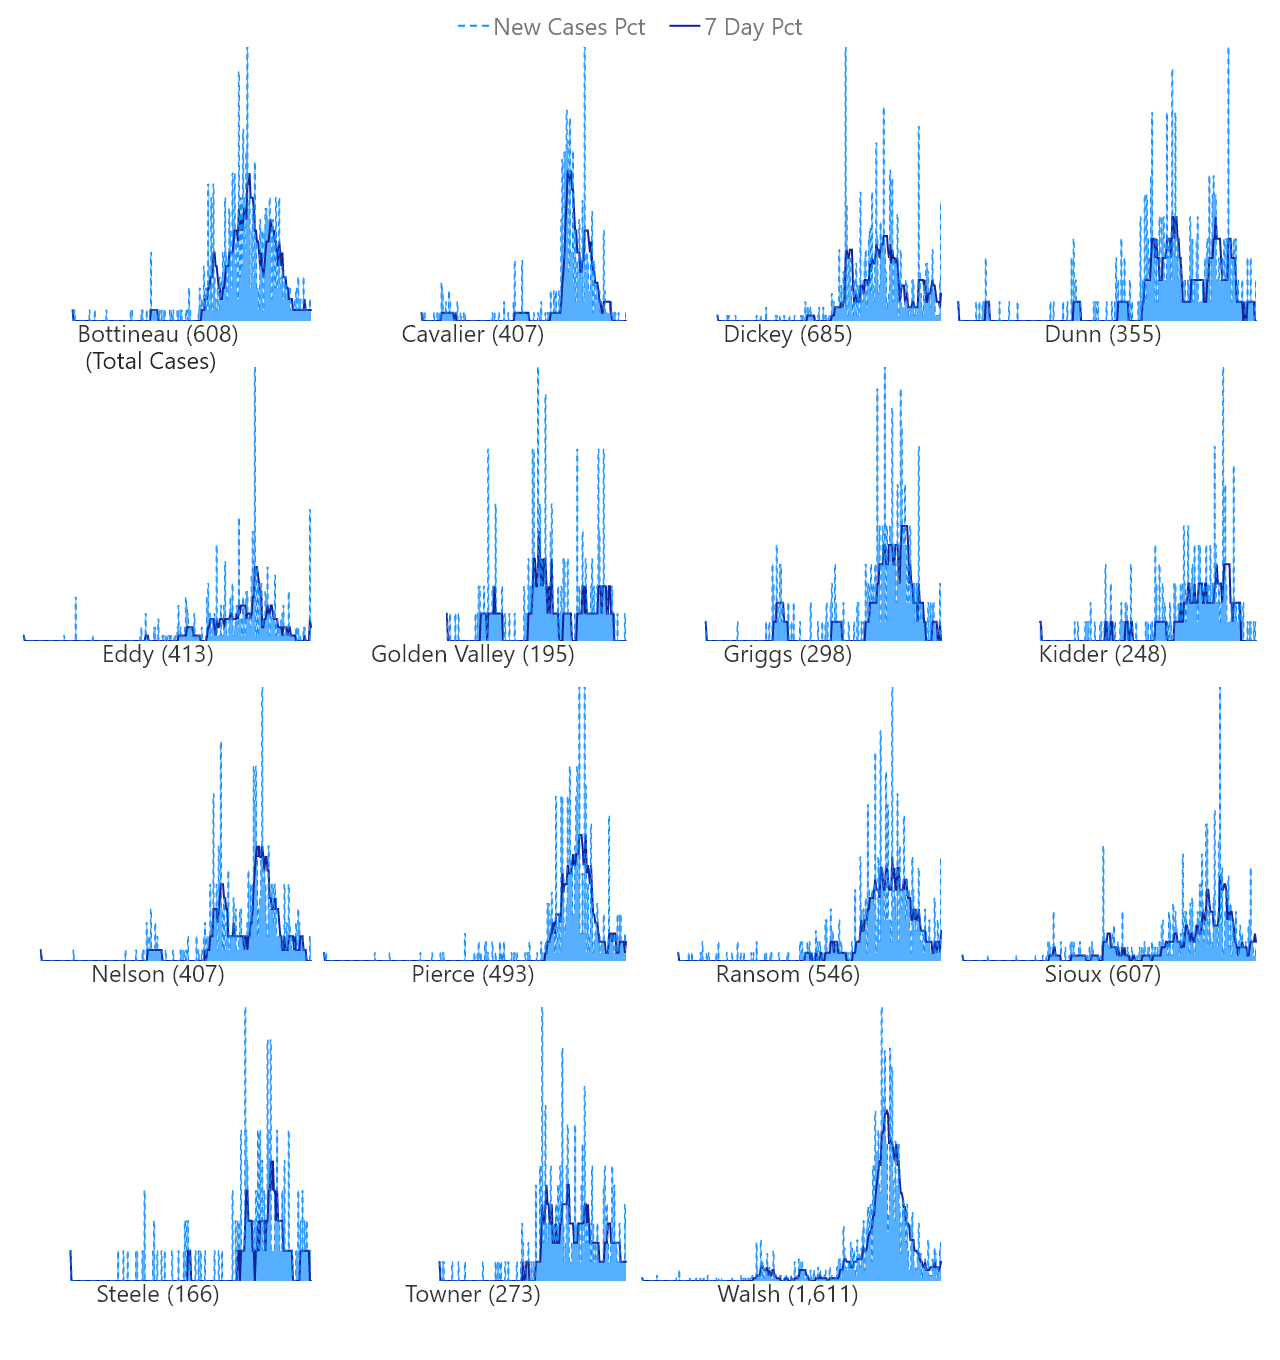 New Cases Pct 7 Day Pct
Bottineau (608) Cavalier (407) Dickey (685) Dunn (355)
(Total Cases)
Eddy (413) Golden Valley (195) Griggs (298) Kidder (248)
Nelson (407) Pierce (493) Ransom (546) Sioux (607)
Steele (166) Towner (273) Walsh (1,611)